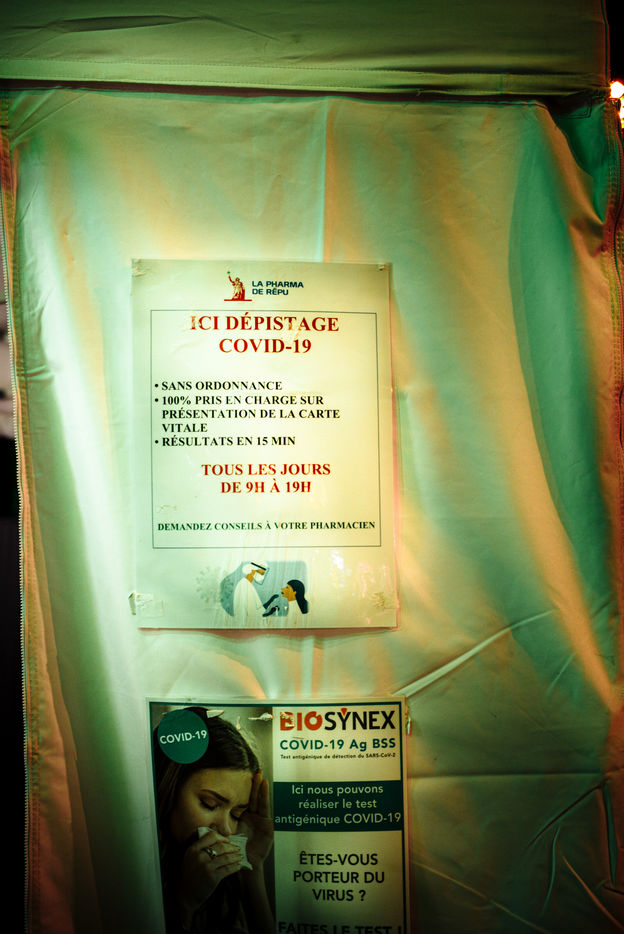 LA PHARMA
DE RÉPU
ICI DÉPISTAGE
COVID-19
• SANS ORDONNANCE
• 100% PRIS EN CHARGE SUR
PRÉSENTATION DE LA CARTE
VITALE
• RÉSULTATS EN 15 MIN
TOUS LES JOURS
DE 9H À 19H
DEMANDEZ CONSEILS À VOTRE PHARMACIEN
COVID-19
BIOSYNEX
COVID-19 Ag BSS
Test antigénique de détection du SARS-CoV-2
Ici nous pouvons
réaliser le test
antigénique COVID-19
ÊTES-VOUS
PORTEUR DU
VIRUS ?
FAITES LE TEST !